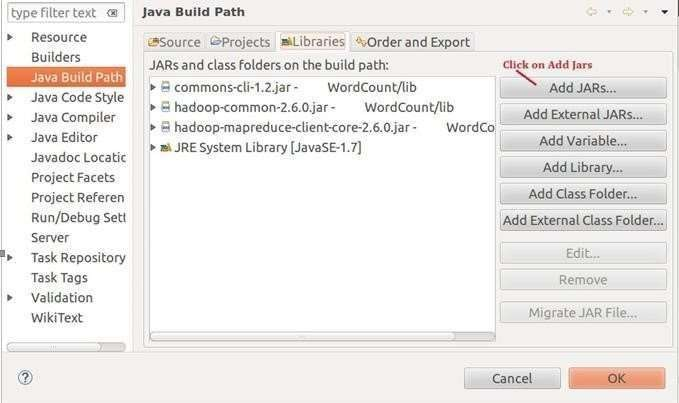 type filter text
Java Build Path
Resource
Builders
Java Build Path
Java Code Style
Java Compiler
Java Editor
Javadoc Locatio
Project Facets
Project Referen
Run/Debug Sett
Server
Task Repository
Task Tags
Validation
WikiText
Source Projects Libraries Order and Export
JARs and class folders on the build path:
commons-cli-1.2.jar - WordCount/lib
hadoop-common-2.6.0.jar - WordCount/lib
hadoop-mapreduce-client-core-2.6.0.jar - WordCo
JRE System Library [JavaSE-1.7]
Click on Add Jars
Add JARs...
Add External JARs...
Add Variable...
Add Library...
Add Class Folder...
Add External Class Folder...
Edit...
Remove
Migrate JAR File...
?
Cancel
OK